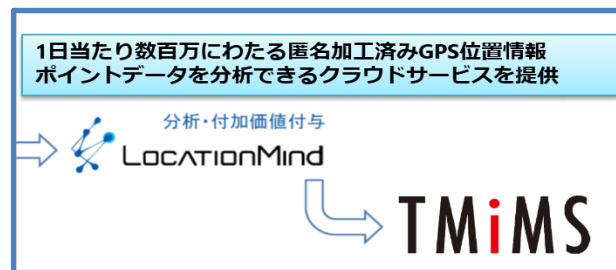 1日当たり数百万にわたる匿名加工済みGPS位置情報
ポイントデータを分析できるクラウドサービスを提供
分析・付加価値付与
LOCATIONMIND
TMiMS